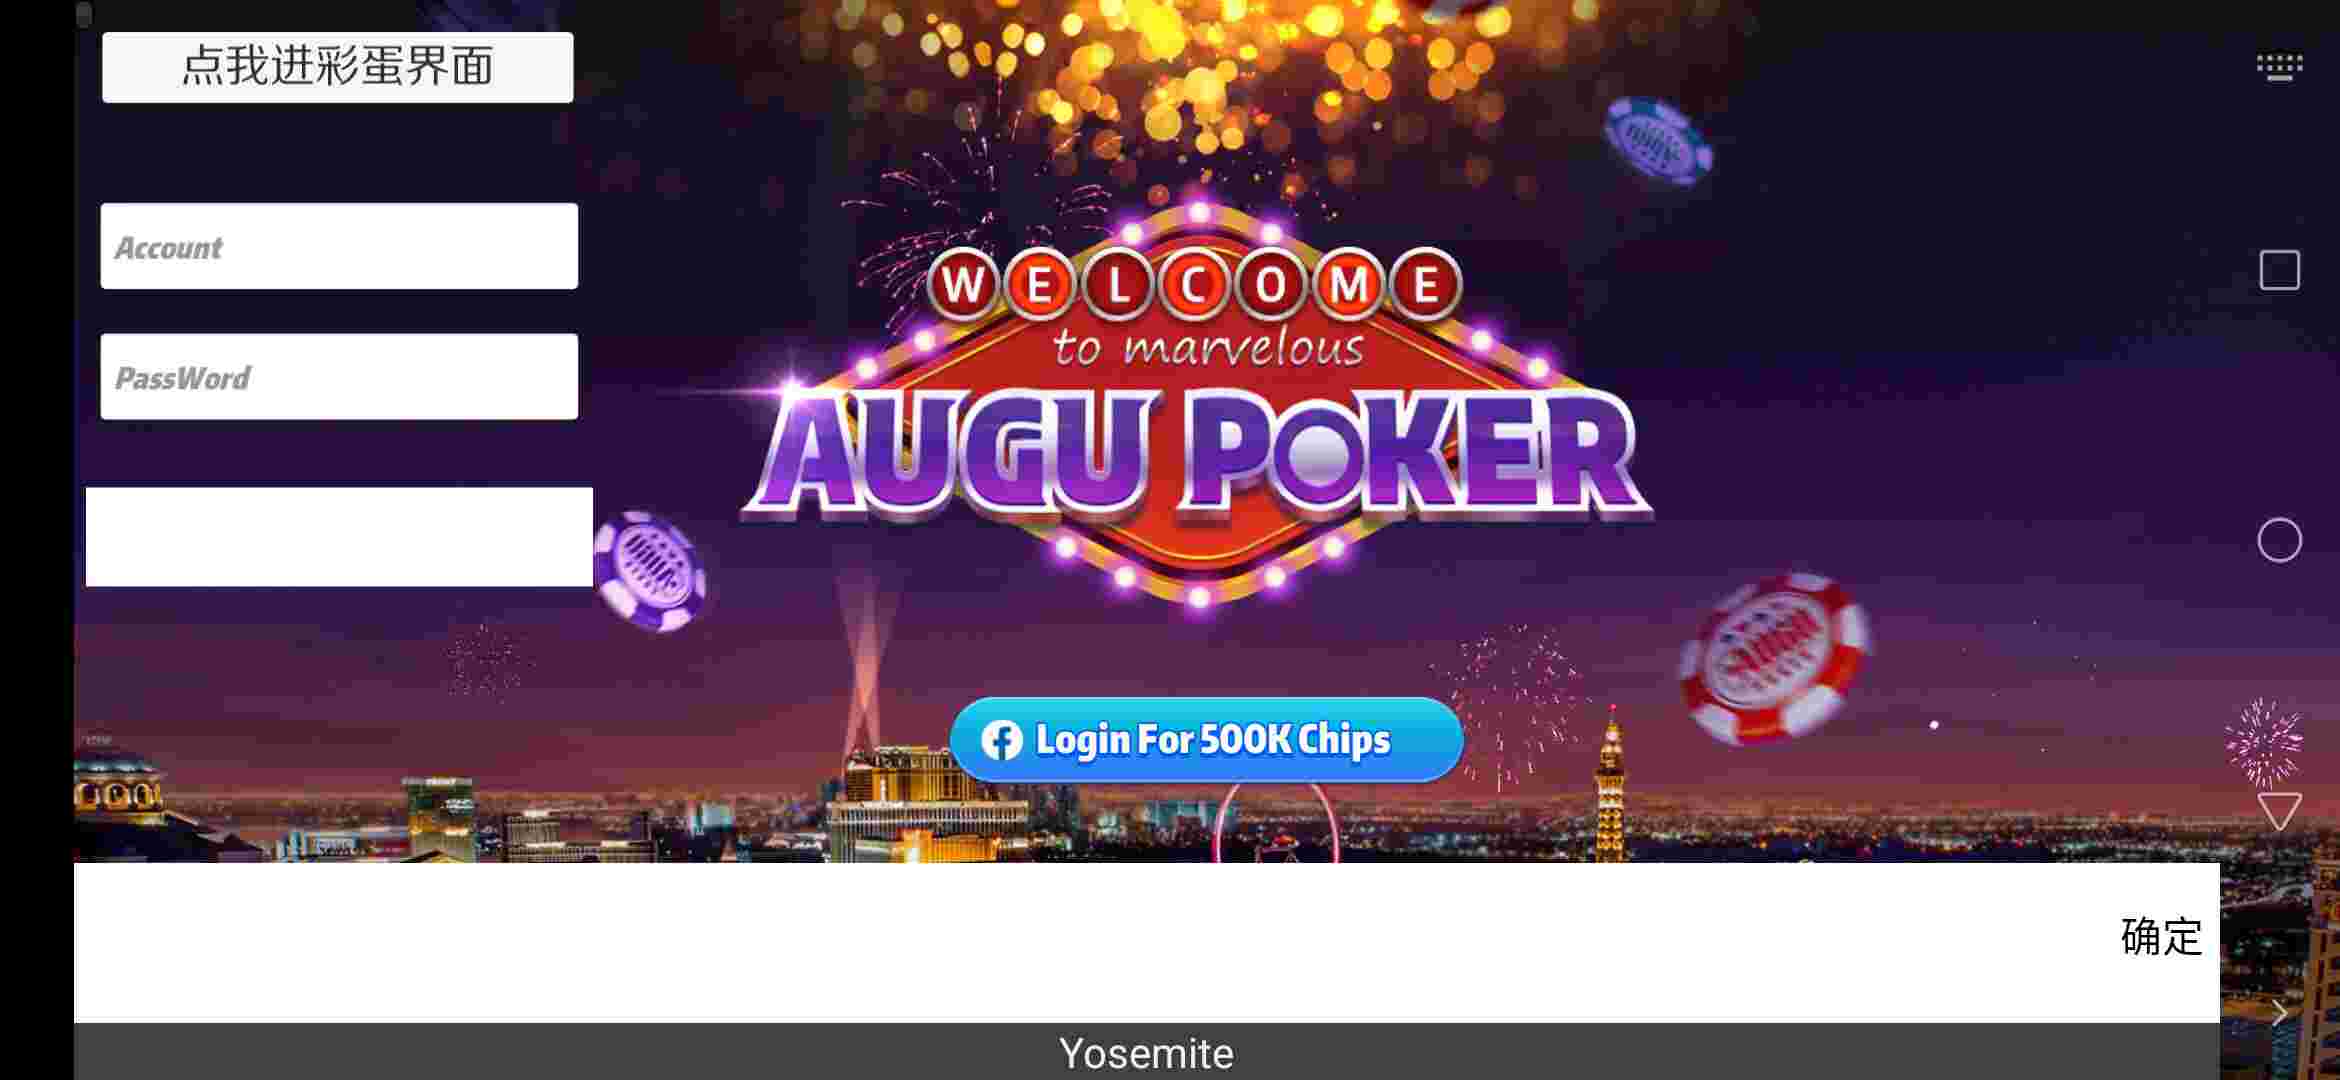 点我进彩蛋界面
Account
PassWord
WELCOME
to marvelous
AUGU POKER
Login For 500K Chips
确定
Yosemite